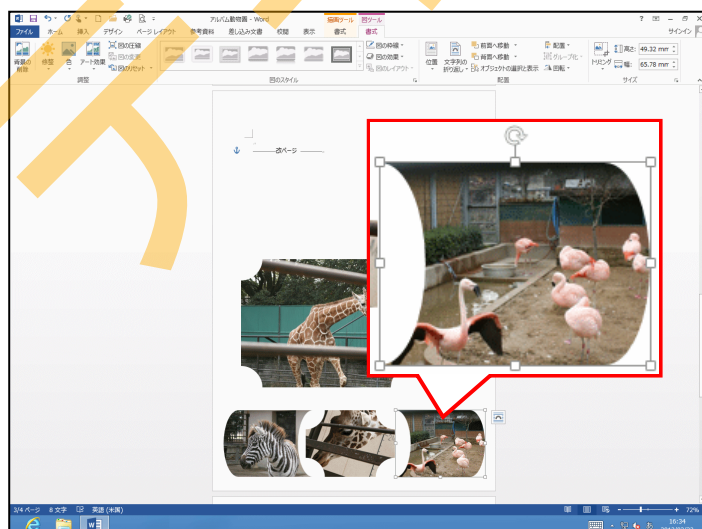 アルバム動物園 - Word
描画ツール 図ツール
サインイン
ファイル ホーム 挿入 デザイン ページ レイアウト 参考資料 差し込み文書 校閲 表示 書式 書式
背景の削除 修整 色 アート効果
図の圧縮
図の変更
図のリセット
図の枠線
図の効果
図のレイアウト
位置 文字列の折り返し
前面へ移動
背面へ移動
オブジェクトの選択と表示
配置
グループ化
回転
トリミング
高さ: 49.32 mm
幅: 65.78 mm
調整 図のスタイル 配置 サイズ
改ページ
3/4 ページ 8 文字 英語 (米国) 72%
16:34